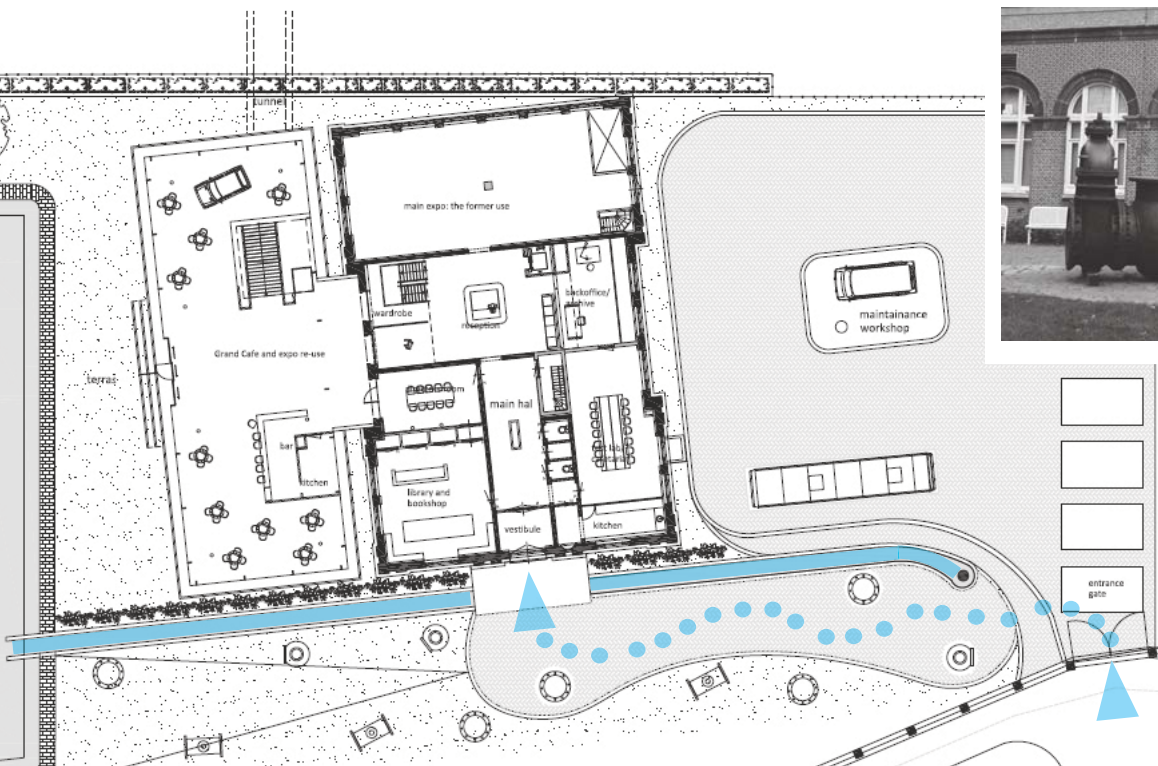 tunnel
main expo: the former use
backoffice/
archive
wardrobe
reception
maintainance
workshop
Grand Cafe and expo re-use
terras
main hal
bar
kitchen
library and
bookshop
vestibule
kitchen
entrance
gate